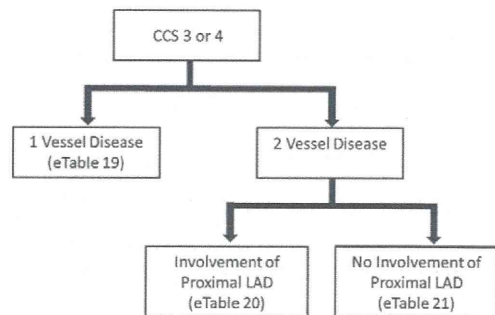 CCS 3 or 4
1 Vessel Disease
(eTable 19)
2 Vessel Disease
Involvement of
Proximal LAD
(eTable 20)
No Involvement of
Proximal LAD
(eTable 21)